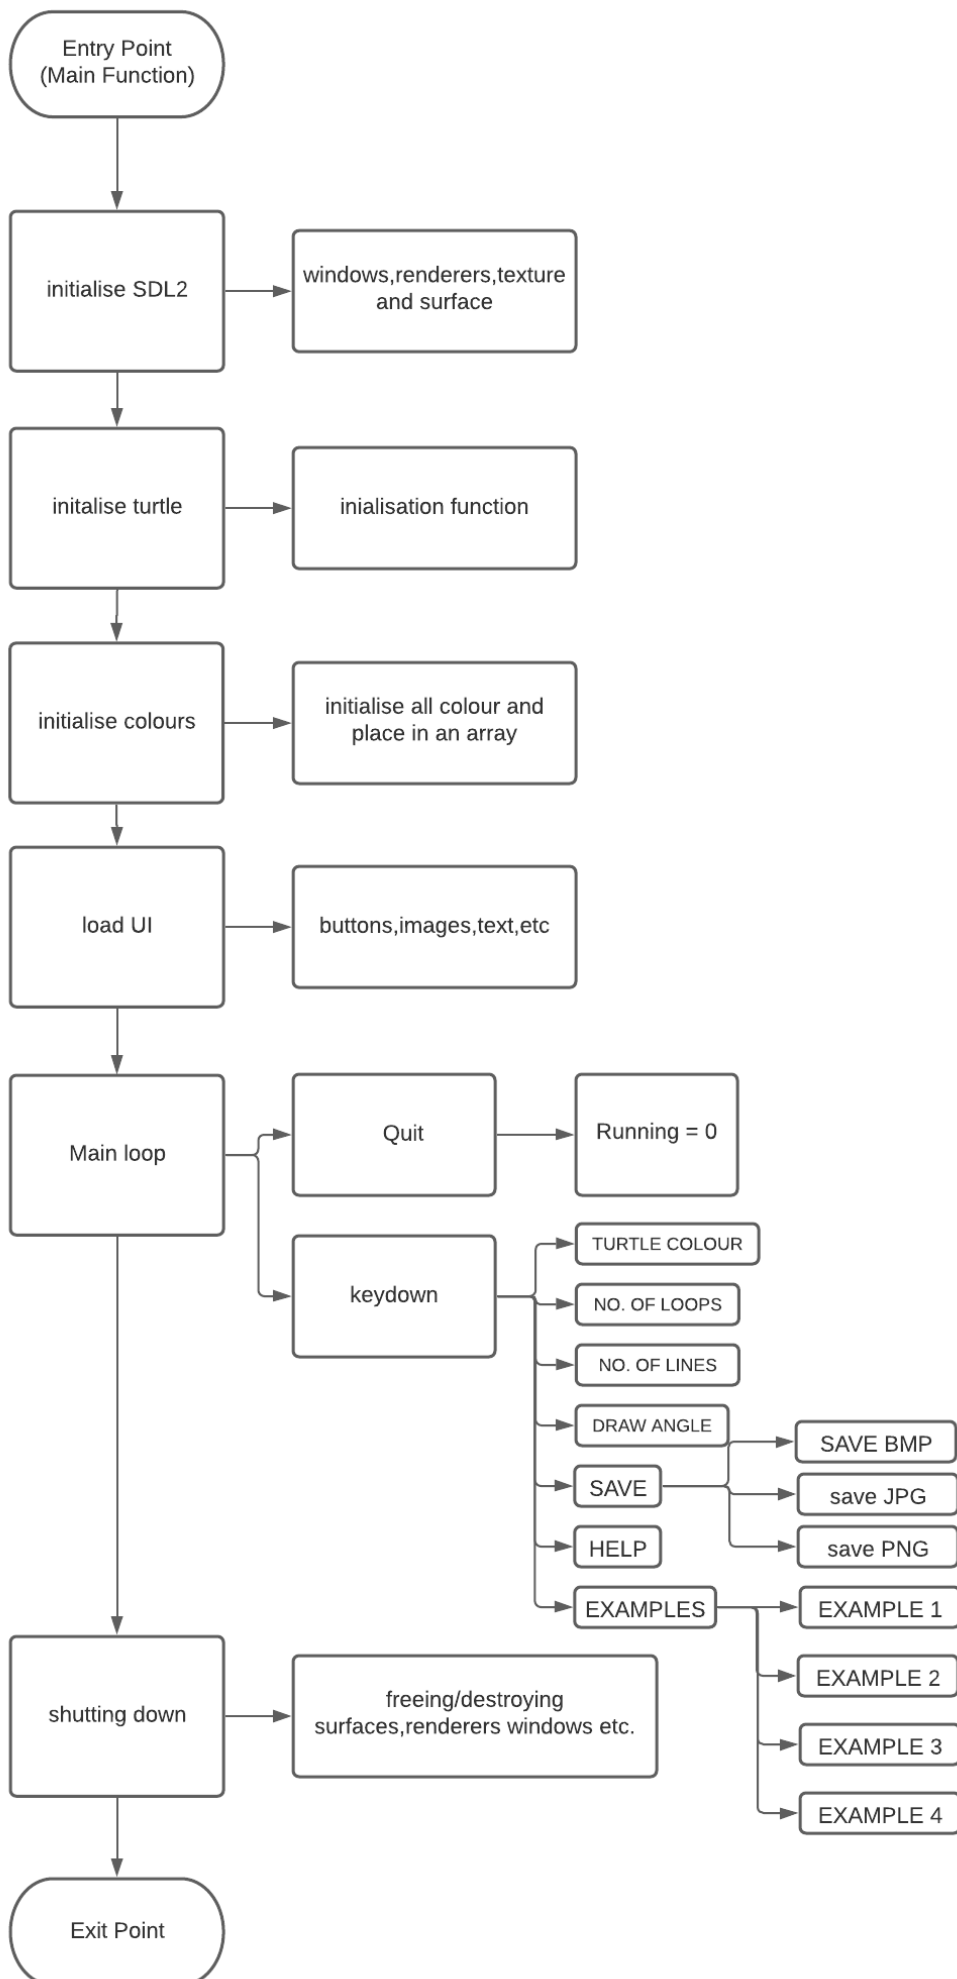 Entry Point
(Main Function)
initialise SDL2
windows,renderers,texture
and surface
initalise turtle
inialisation function
initialise colours
initialise all colour and
place in an array
load UI
buttons,images,text,etc
Main loop
Quit
Running = 0
keydown
TURTLE COLOUR
NO. OF LOOPS
NO. OF LINES
DRAW ANGLE
SAVE
SAVE BMP
save JPG
save PNG
HELP
EXAMPLES
EXAMPLE 1
EXAMPLE 2
EXAMPLE 3
EXAMPLE 4
shutting down
freeing/destroying
surfaces,renderers windows etc.
Exit Point